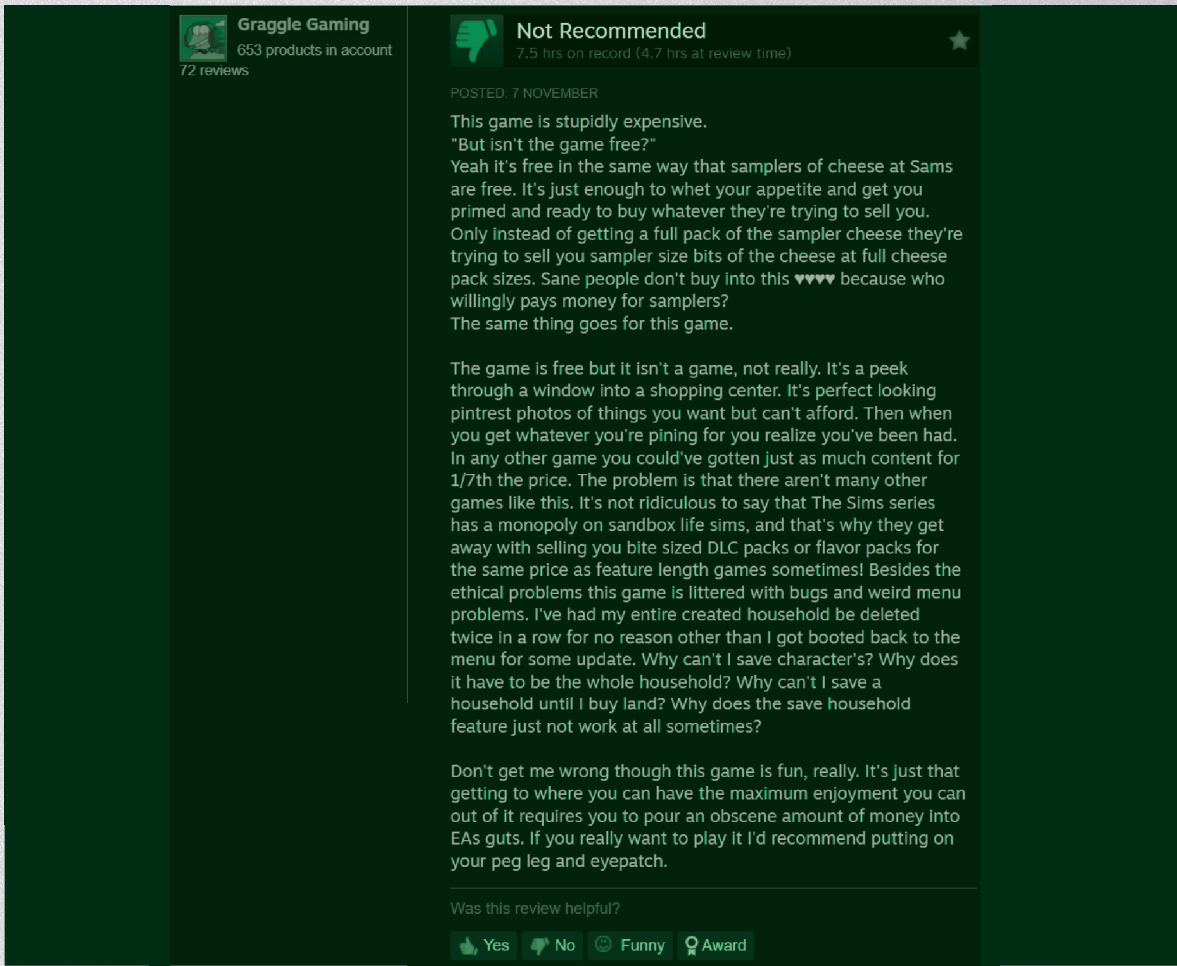 Graggle Gaming
653 products in account
72 reviews
Not Recommended
7.5 hrs on record (4.7 hrs at review time)
POSTED: 7 NOVEMBER
This game is stupidly expensive.
"But isn't the game free?"
Yeah it's free in the same way that samplers of cheese at Sams
are free. It's just enough to whet your appetite and get you
primed and ready to buy whatever they're trying to sell you.
Only instead of getting a full pack of the sampler cheese they're
trying to sell you sampler size bits of the cheese at full cheese
pack sizes. Sane people don't buy into this ♥♥♥♥ because who
willingly pays money for samplers?
The same thing goes for this game.
The game is free but it isn't a game, not really. It's a peek
through a window into a shopping center. It's perfect looking
pintrest photos of things you want but can't afford. Then when
you get whatever you're pining for you realize you've been had.
In any other game you could've gotten just as much content for
1/7th the price. The problem is that there aren't many other
games like this. It's not ridiculous to say that The Sims series
has a monopoly on sandbox life sims, and that's why they get
away with selling you bite sized DLC packs or flavor packs for
the same price as feature length games sometimes! Besides the
ethical problems this game is littered with bugs and weird menu
problems. I've had my entire created household be deleted
twice in a row for no reason other than I got booted back to the
menu for some update. Why can't I save character's? Why does
it have to be the whole household? Why can't I save a
household until I buy land? Why does the save household
feature just not work at all sometimes?
Don't get me wrong though this game is fun, really. It's just that
getting to where you can have the maximum enjoyment you can
out of it requires you to pour an obscene amount of money into
EAs guts. If you really want to play it I'd recommend putting on
your peg leg and eyepatch.
Was this review helpful?
Yes No Funny Award